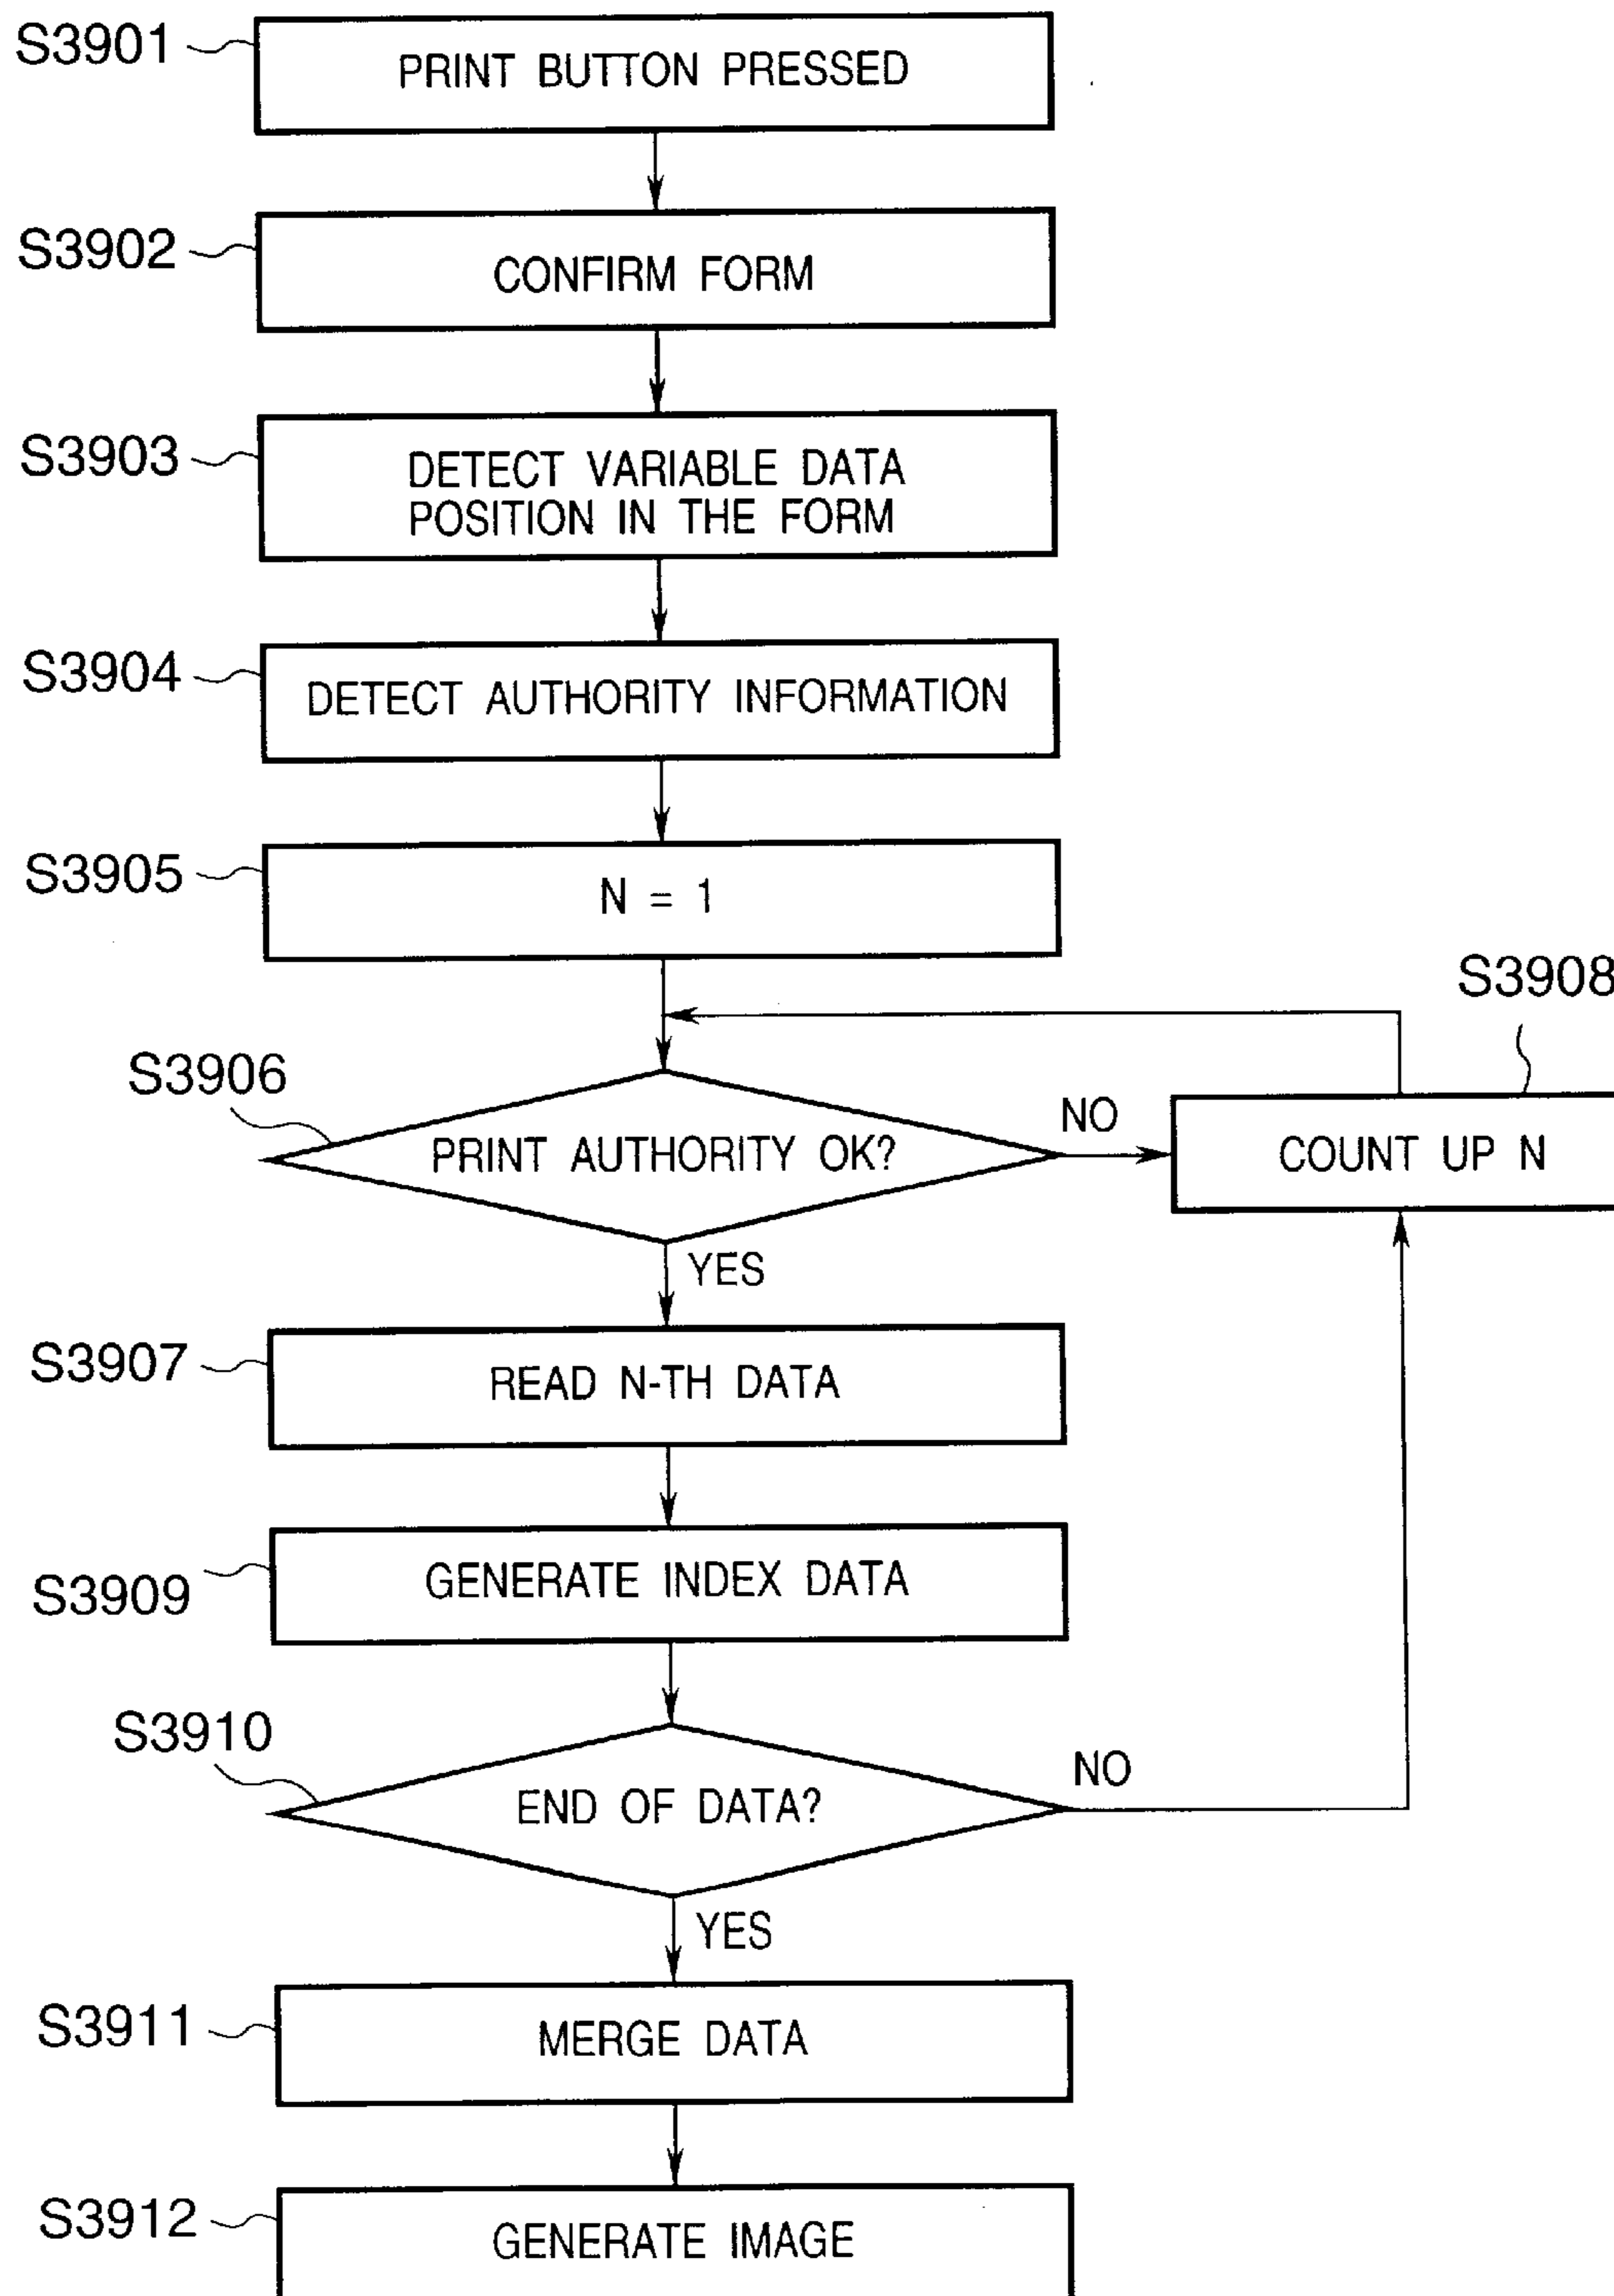 S3901
PRINT BUTTON PRESSED
S3902
CONFIRM FORM
S3903
DETECT VARIABLE DATA
POSITION IN THE FORM
S3904
DETECT AUTHORITY INFORMATION
S3905
N = 1
S3908
S3906
PRINT AUTHORITY OK?
NO
COUNT UP N
YES
S3907
READ N-TH DATA
S3909
GENERATE INDEX DATA
S3910
END OF DATA?
NO
YES
S3911
MERGE DATA
S3912
GENERATE IMAGE